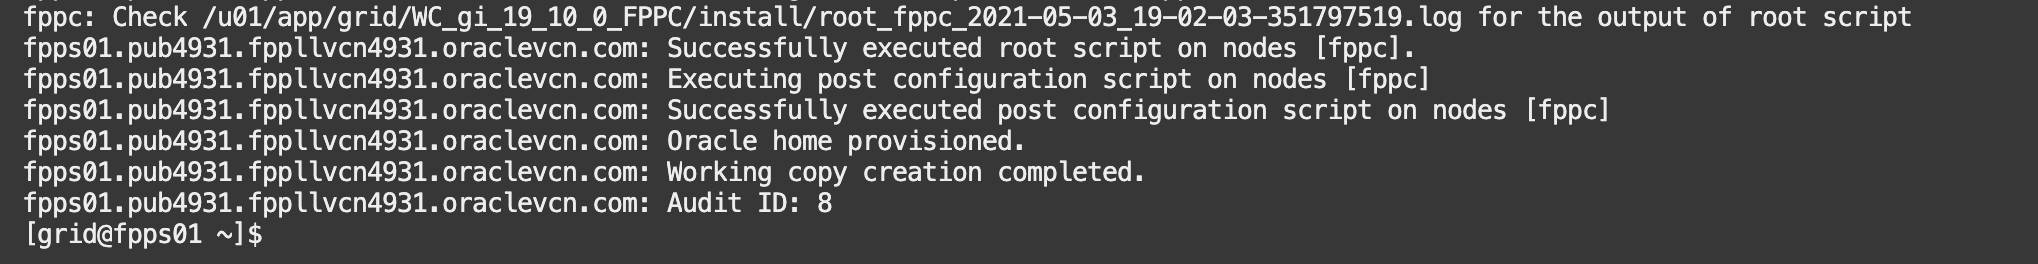 fppc: Check /u01/app/grid/WC_gi_19_10_0_FPPC/install/root_fppc_2021-05-03_19-02-03-351797519.log for the output of root script
fpps01.pub4931.fppllvcn4931.oraclevcn.com: Successfully executed root script on nodes [fppc].
fpps01.pub4931.fppllvcn4931.oraclevcn.com: Executing post configuration script on nodes [fppc]
fpps01.pub4931.fppllvcn4931.oraclevcn.com: Successfully executed post configuration script on nodes [fppc]
fpps01.pub4931.fppllvcn4931.oraclevcn.com: Oracle home provisioned.
fpps01.pub4931.fppllvcn4931.oraclevcn.com: Working copy creation completed.
fpps01.pub4931.fppllvcn4931.oraclevcn.com: Audit ID: 8
[grid@fpps01 ~]$